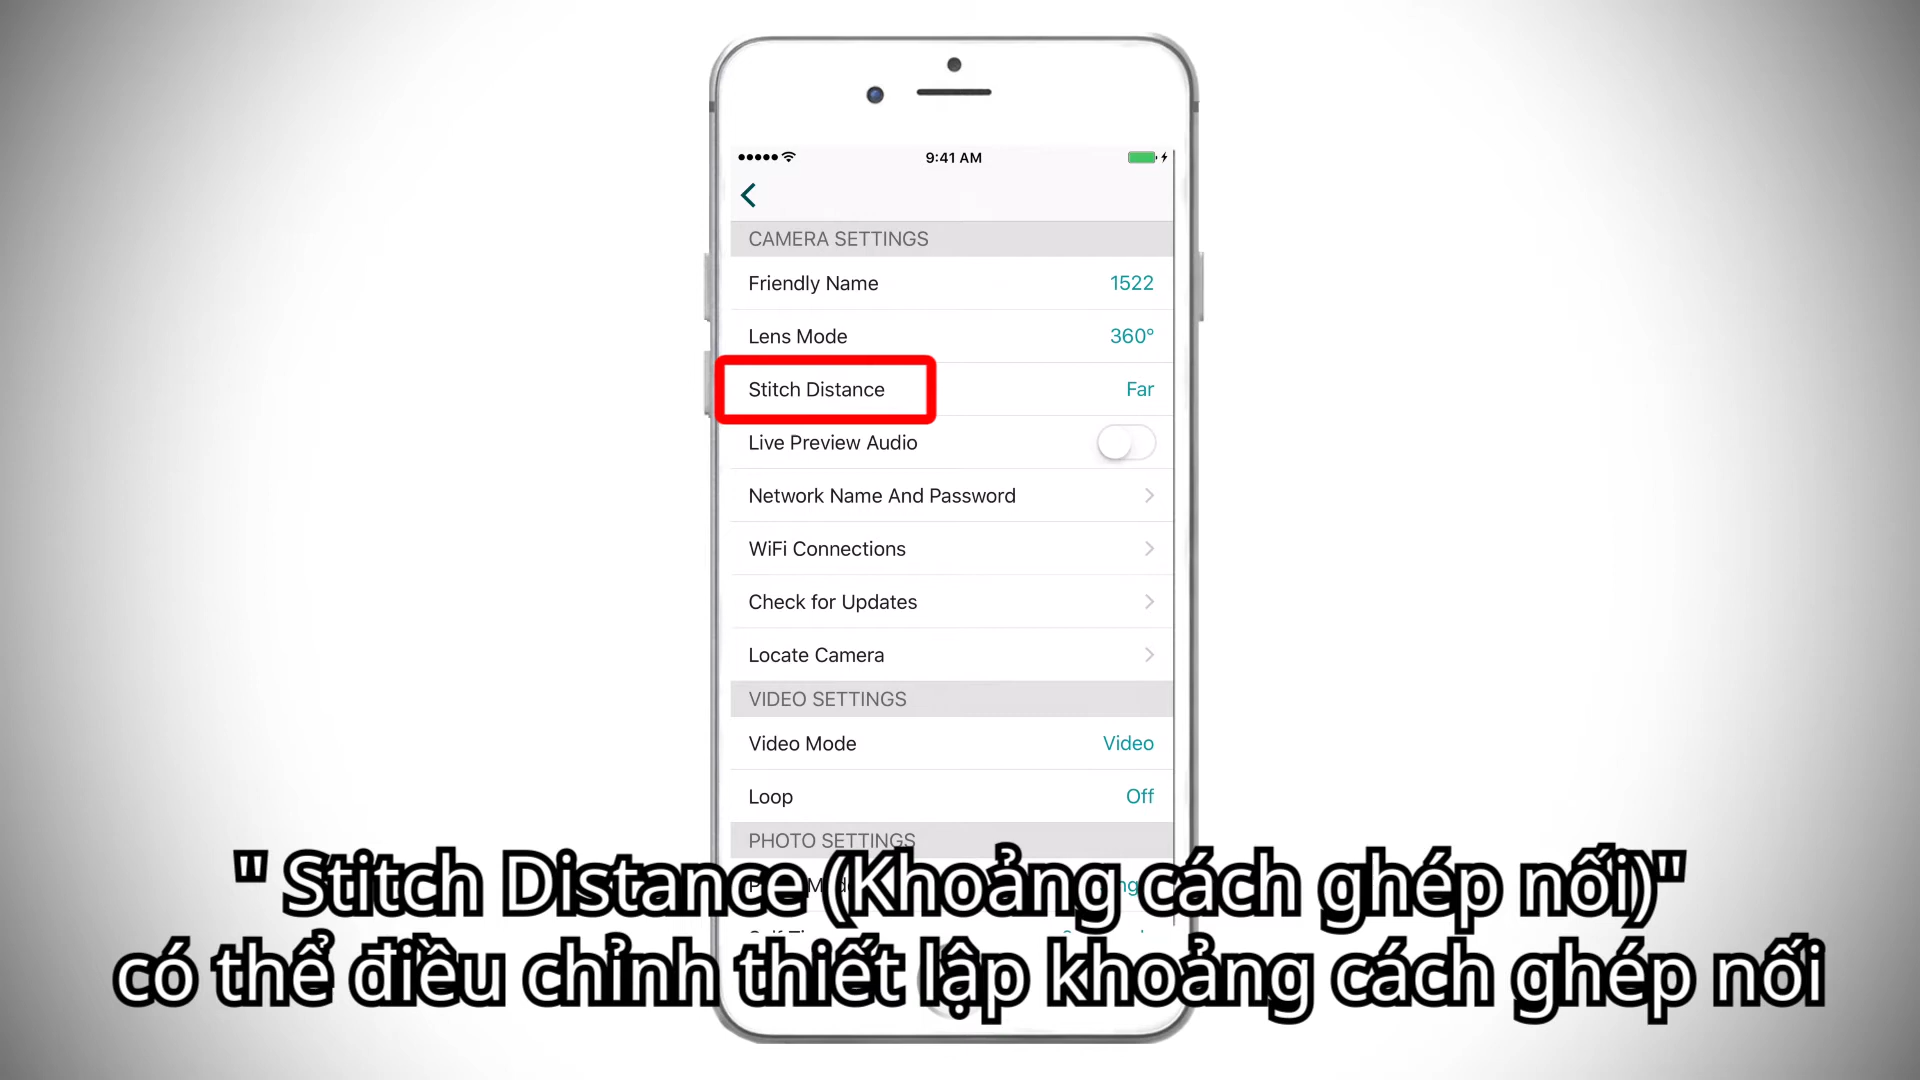 9:41 AM
CAMERA SETTINGS
Friendly Name 1522
Lens Mode 360°
Stitch Distance Far
Live Preview Audio
Network Name And Password
WiFi Connections
Check for Updates
Locate Camera
VIDEO SETTINGS
Video Mode Video
Loop Off
PHOTO SETTINGS
" Stitch Distance (Khoảng cách ghép nối)"
có thể điều chỉnh thiết lập khoảng cách ghép nối